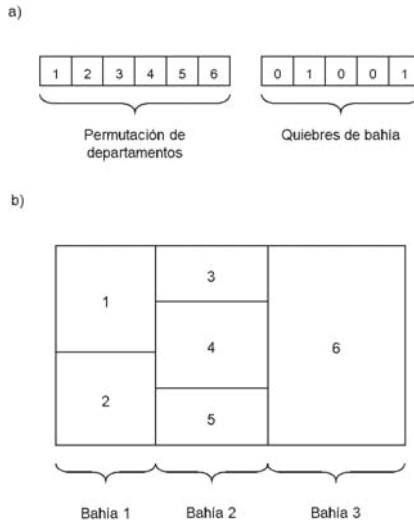 a)
1 2 3 4 5 6 0 1 0 0 1
Permutación de departamentos
Quiebres de bahía
b)
1
2
3
4
5
6
Bahía 1 Bahía 2 Bahía 3